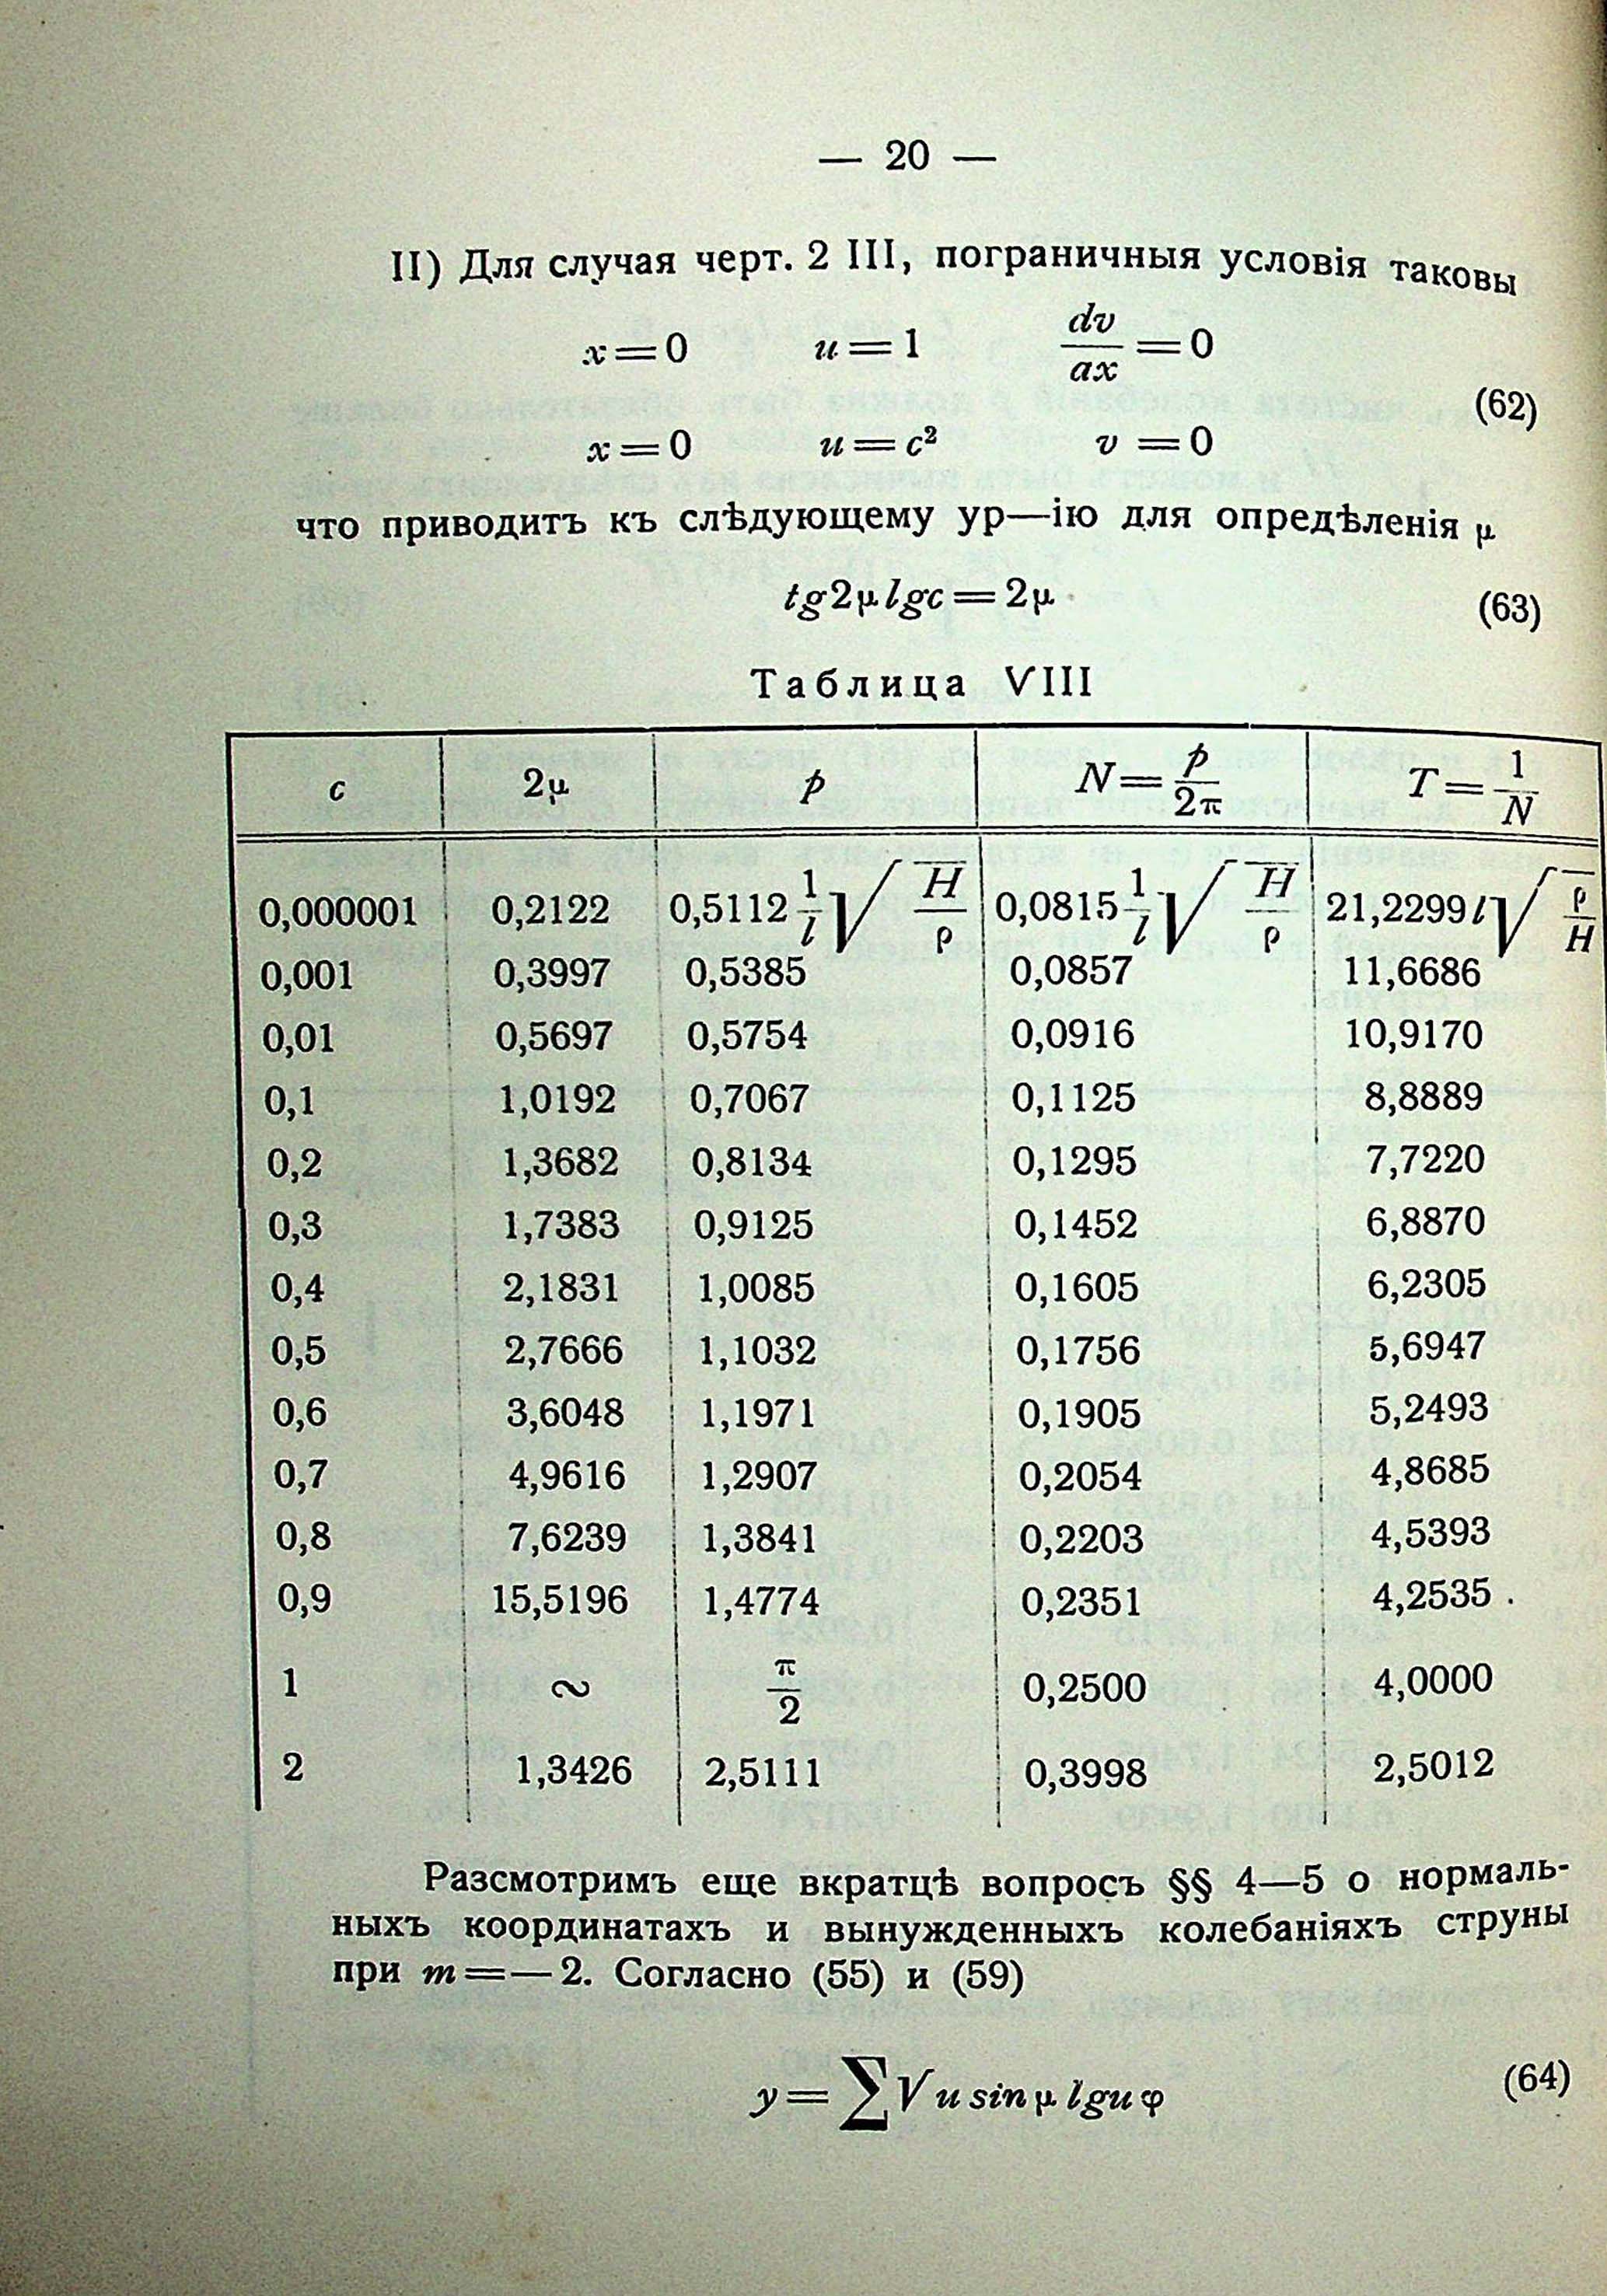 — 20 —
II) Для случая черт. 2 III, пограничныя условія таковы
x=0 u=1 dv/ax=0
(62)
x=0 u=c² v=0
что приводитъ къ слѣдующему ур—ію для опредѣленія μ
tg2μlgc=2μ (63)
Таблица VIII
c 2μ p N=p/2π T=1/N
0,000001 0,2122 0,5112 1/l √H/ρ 0,0815 1/l √H/ρ 21,2299l√ρ/H
0,001 0,3997 0,5385 0,0857 11,6686
0,01 0,5697 0,5754 0,0916 10,9170
0,1 1,0192 0,7067 0,1125 8,8889
0,2 1,3682 0,8134 0,1295 7,7220
0,3 1,7383 0,9125 0,1452 6,8870
0,4 2,1831 1,0085 0,1605 6,2305
0,5 2,7666 1,1032 0,1756 5,6947
0,6 3,6048 1,1971 0,1905 5,2493
0,7 4,9616 1,2907 0,2054 4,8685
0,8 7,6239 1,3841 0,2203 4,5393
0,9 15,5196 1,4774 0,2351 4,2535 .
1 ∾ π/2 0,2500 4,0000
2 1,3426 2,5111 0,3998 2,5012
Разсмотримъ еще вкратцѣ вопросъ §§ 4—5 о нормаль-
ныхъ координатахъ и вынужденныхъ колебаніяхъ струны
при m=—2. Согласно (55) и (59)
y=∑√u sin μ lgu φ (64)